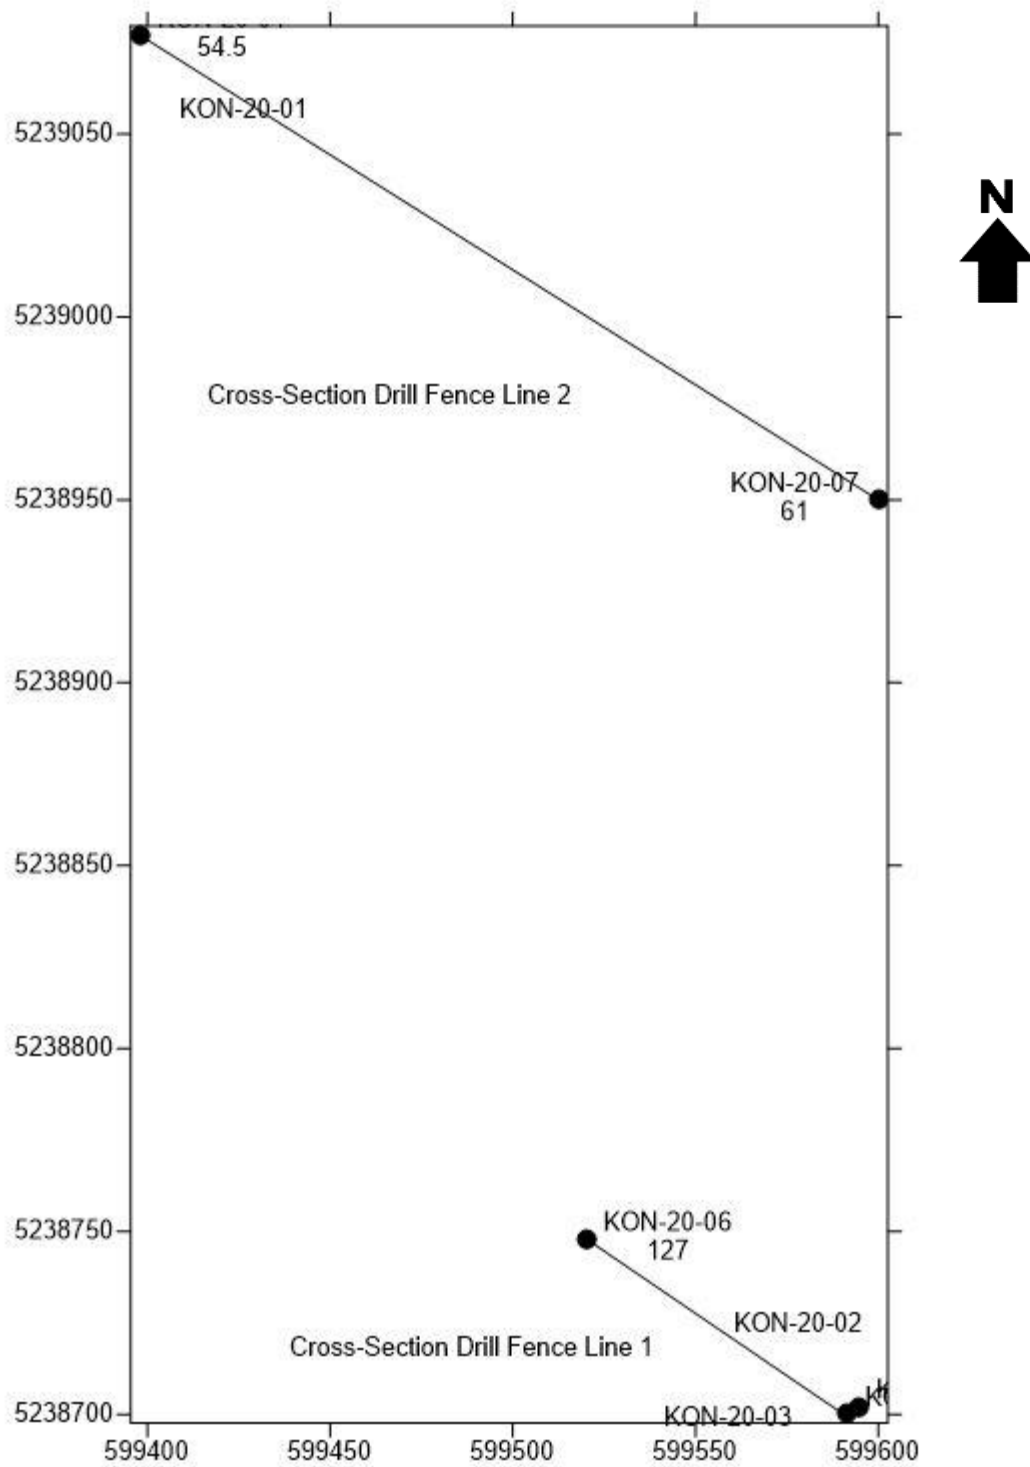 54.5
KON-20-01
5239050
N
5239000
Cross-Section Drill Fence Line 2
KON-20-07
5238950
61
5238900
5238850
5238800
KON-20-06
5238750
127
KON-20-02
Cross-Section Drill Fence Line 1
5238700
KON-20-03
599400
599450
599500
599550
599600